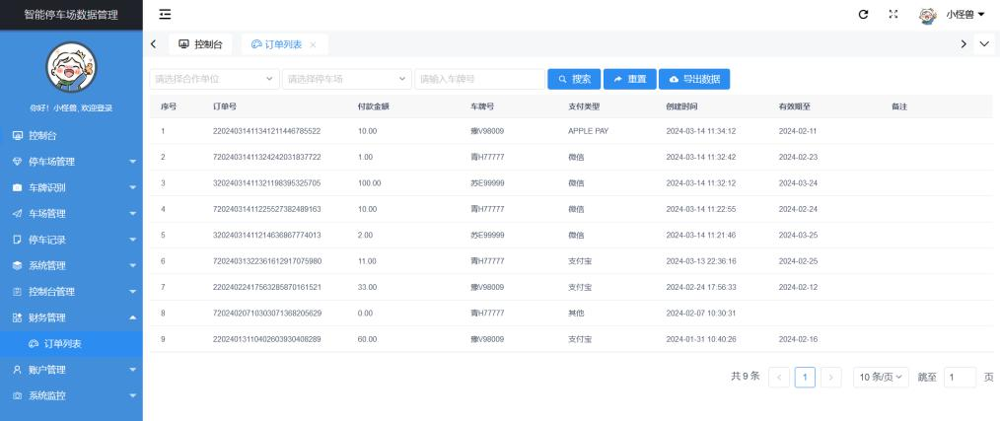 智能停车场数据管理
小怪兽
控制台
订单列表
你好！小怪兽, 欢迎登录
控制台
停车场管理
车牌识别
车场管理
停车记录
系统管理
控制台管理
财务管理
订单列表
账户管理
系统监控
请选择合作单位 请选择停车场 请输入车牌号 搜索 重置 导出数据
序号 订单号 付款金额 车牌号 支付类型 创建时间 有效期至 备注
1 22024031411341211446785522 10.00 豫V98009 APPLE PAY 2024-03-14 11:34:12 2024-02-11
2 72024031411324242031837722 1.00 青H77777 微信 2024-03-14 11:32:42 2024-02-23
3 32024031411321198395325705 100.00 苏E99999 微信 2024-03-14 11:32:12 2024-03-24
4 72024031411225527382489163 10.00 青H77777 微信 2024-03-14 11:22:55 2024-02-24
5 32024031411214636867774013 2.00 苏E99999 微信 2024-03-14 11:21:46 2024-03-25
6 72024031322361612917075980 11.00 青H77777 支付宝 2024-03-13 22:36:16 2024-02-25
7 22024022417563285870161521 33.00 豫V98009 支付宝 2024-02-24 17:56:33 2024-02-12
8 72024020710303071368205629 0.00 青H77777 其他 2024-02-07 10:30:31
9 22024013110402603930408289 60.00 豫V98009 支付宝 2024-01-31 10:40:26 2024-02-16
共 9 条 1 10 条/页 跳至 1 页